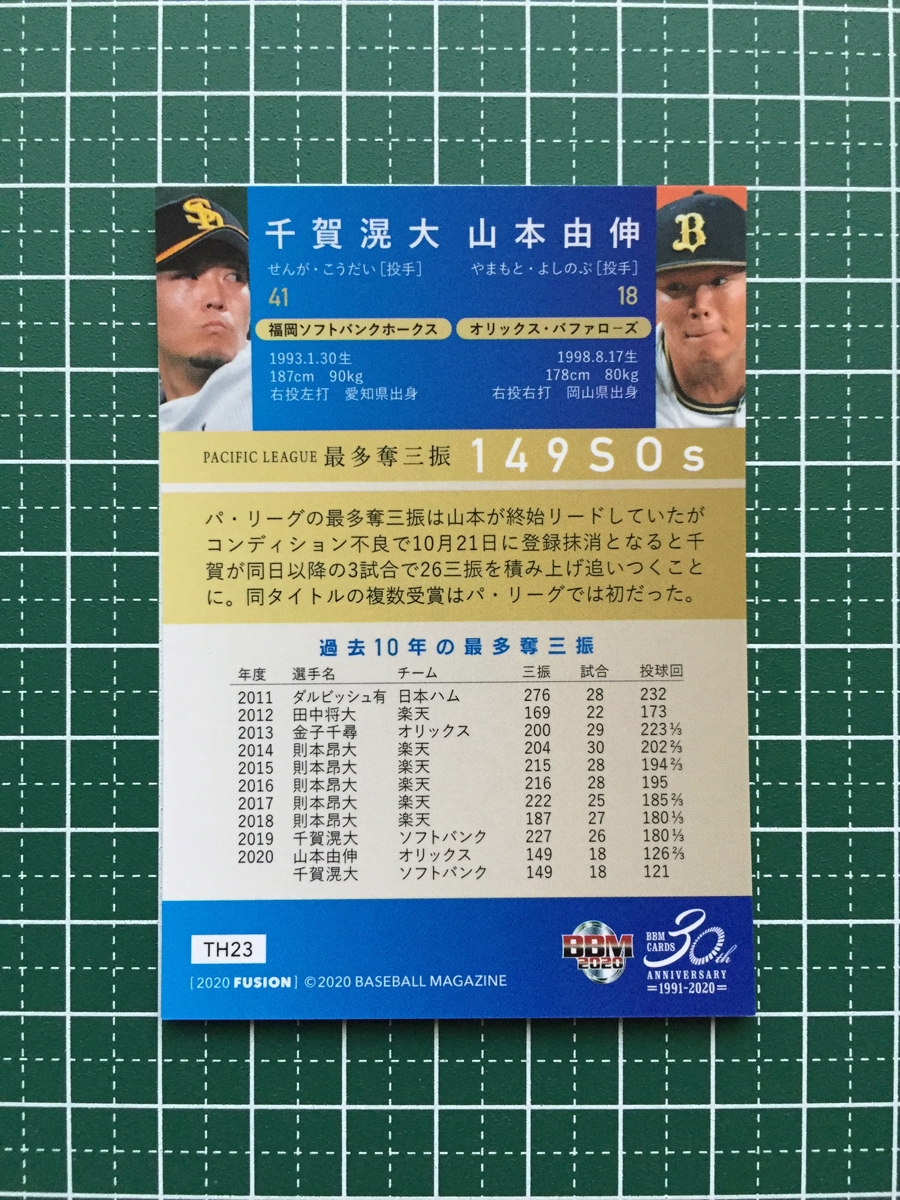 千賀滉大 山本由伸
せんが・こうだい[投手] やまもと・よしのぶ[投手]
41 18
福岡ソフトバンクホークス オリックス・バファローズ
1993.1.30生 1998.8.17生
187cm 90kg 178cm 80kg
右投左打 愛知県出身 右投右打 岡山県出身
PACIFIC LEAGUE 最多奪三振 149SOs
パ・リーグの最多奪三振は山本が終始リードしていたが
コンディション不良で10月21日に登録抹消となると千
賀が同日以降の3試合で26三振を積み上げ追いつくこと
に。同タイトルの複数受賞はパ・リーグでは初だった。
過去10年の最多奪三振
年度 選手名 チーム 三振 試合 投球回
2011 ダルビッシュ有 日本ハム 276 28 232
2012 田中将大 楽天 169 22 173
2013 金子千尋 オリックス 200 29 223⅓
2014 則本昂大 楽天 204 30 202⅔
2015 則本昂大 楽天 215 28 194⅔
2016 則本昂大 楽天 216 28 195
2017 則本昂大 楽天 222 25 185⅔
2018 則本昂大 楽天 187 27 180⅓
2019 千賀滉大 ソフトバンク 227 26 180⅓
2020 山本由伸 オリックス 149 18 126⅔
千賀滉大 ソフトバンク 149 18 121
TH23
BBM
2020
BBM
CARDS 30th
ANNIVERSARY
=1991-2020=
[2020 FUSION] ©2020 BASEBALL MAGAZINE